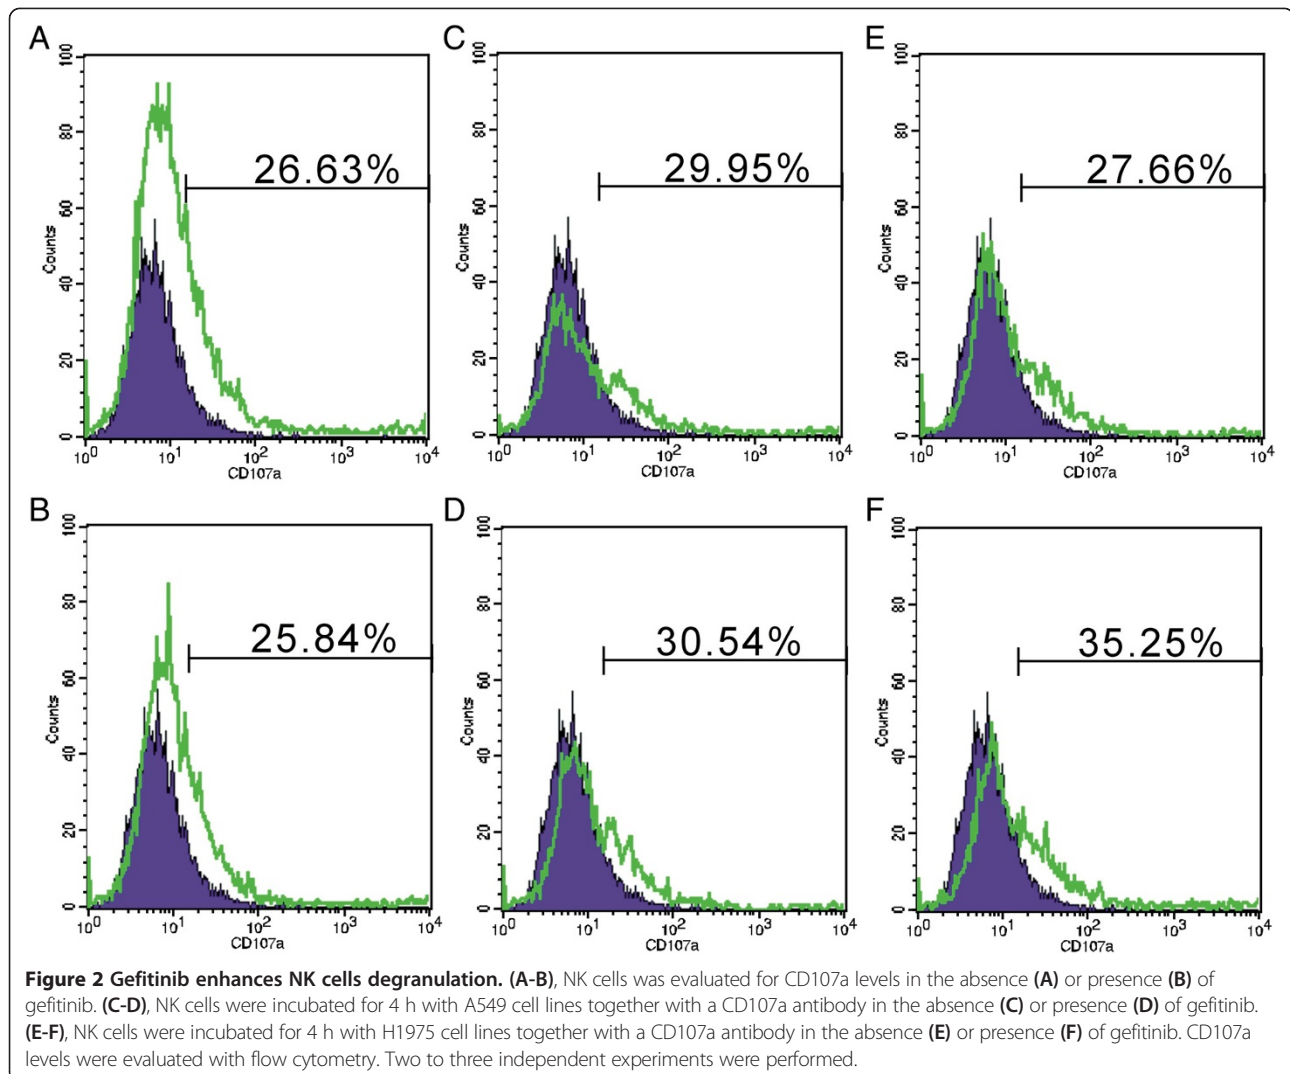 A
100
80
60
40
20
0
Counts
26.63%
10^0 10^1 10^2 10^3 10^4
CD107a
C
100
80
60
40
20
0
Counts
29.95%
10^0 10^1 10^2 10^3 10^4
CD107a
E
100
80
60
40
20
0
Counts
27.66%
10^0 10^1 10^2 10^3 10^4
CD107a
B
100
80
60
40
20
0
Counts
25.84%
10^0 10^1 10^2 10^3 10^4
CD107a
D
100
80
60
40
20
0
Counts
30.54%
10^0 10^1 10^2 10^3 10^4
CD107a
F
100
80
60
40
20
0
Counts
35.25%
10^0 10^1 10^2 10^3 10^4
CD107a
Figure 2 Gefitinib enhances NK cells degranulation. (A-B), NK cells was evaluated for CD107a levels in the absence (A) or presence (B) of
gefitinib. (C-D), NK cells were incubated for 4 h with A549 cell lines together with a CD107a antibody in the absence (C) or presence (D) of gefitinib.
(E-F), NK cells were incubated for 4 h with H1975 cell lines together with a CD107a antibody in the absence (E) or presence (F) of gefitinib. CD107a
levels were evaluated with flow cytometry. Two to three independent experiments were performed.